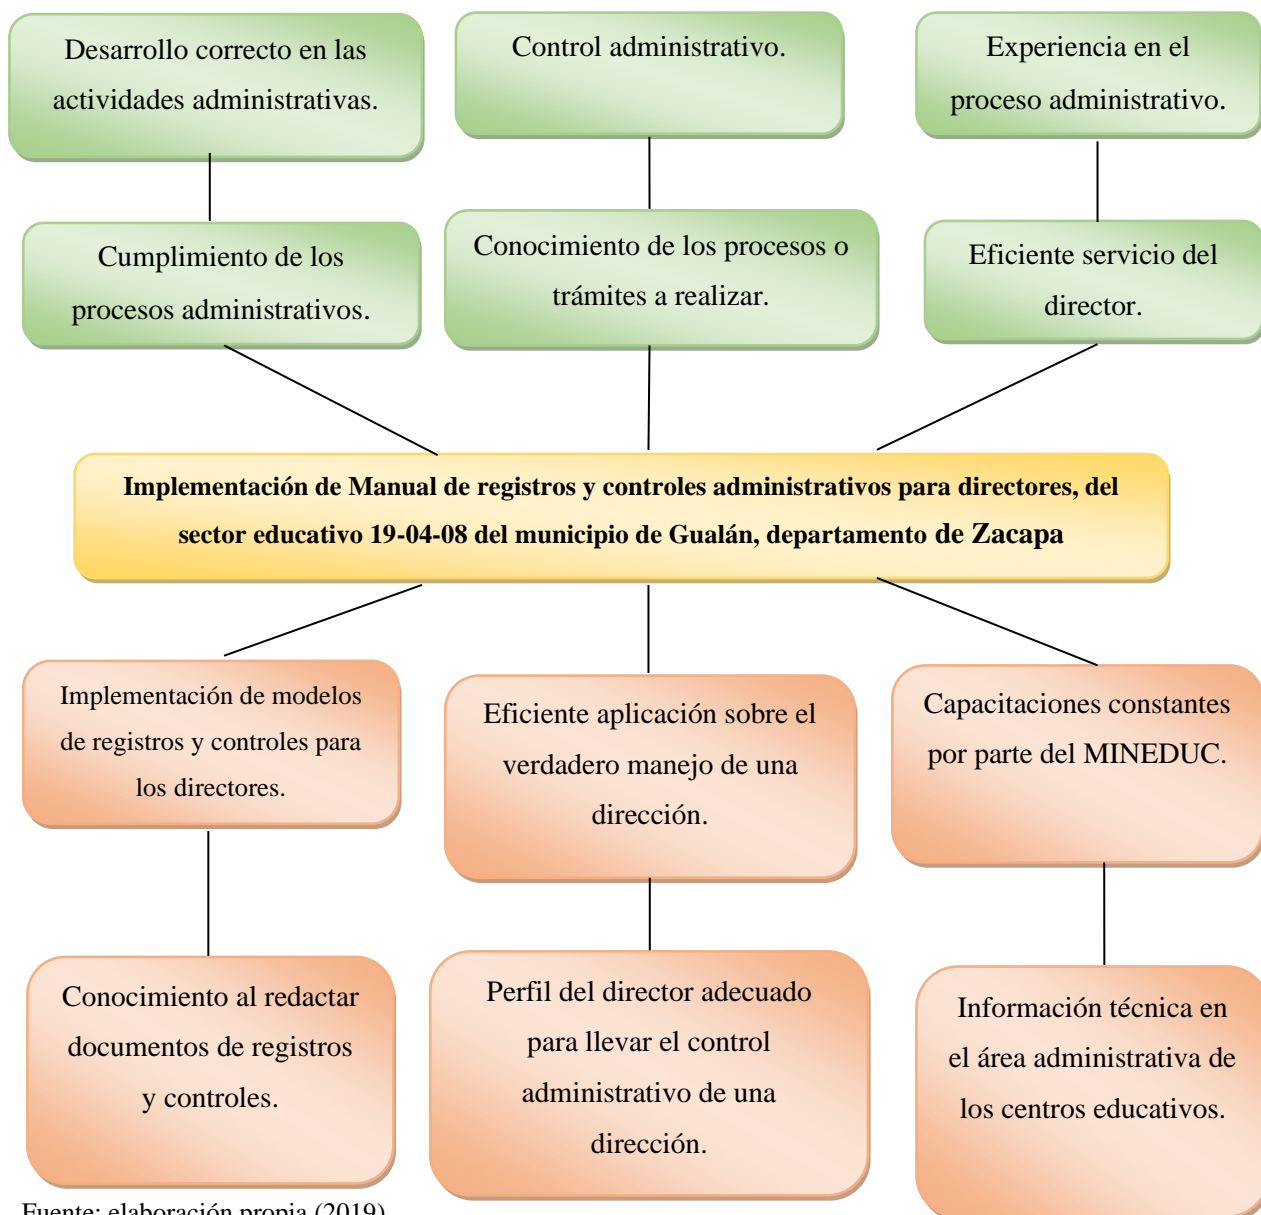 Desarrollo correcto en las
actividades administrativas.
Control administrativo.
Experiencia en el
proceso administrativo.
Cumplimiento de los
procesos administrativos.
Conocimiento de los procesos o
trámites a realizar.
Eficiente servicio del
director.
Implementación de Manual de registros y controles administrativos para directores, del
sector educativo 19-04-08 del municipio de Gualán, departamento de Zacapa
Implementación de modelos
de registros y controles para
los directores.
Eficiente aplicación sobre el
verdadero manejo de una
dirección.
Capacitaciones constantes
por parte del MINEDUC.
Conocimiento al redactar
documentos de registros
y controles.
Perfil del director adecuado
para llevar el control
administrativo de una
dirección.
Información técnica en
el área administrativa de
los centros educativos.
Fuente: elaboración propia (2019)